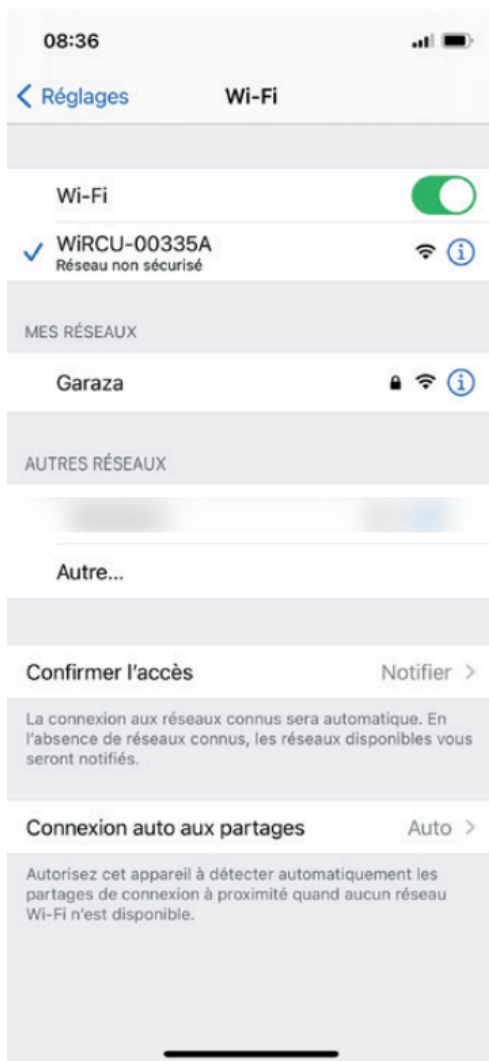 08:36
Réglages
Wi-Fi
Wi-Fi
WiRCU-00335A
Réseau non sécurisé
MES RÉSEAUX
Garaza
AUTRES RÉSEAUX
Autre...
Confirmer l'accès Notifier
La connexion aux réseaux connus sera automatique. En
l'absence de réseaux connus, les réseaux disponibles vous
seront notifiés.
Connexion auto aux partages Auto
Autorisez cet appareil à détecter automatiquement les
partages de connexion à proximité quand aucun réseau
Wi-Fi n'est disponible.